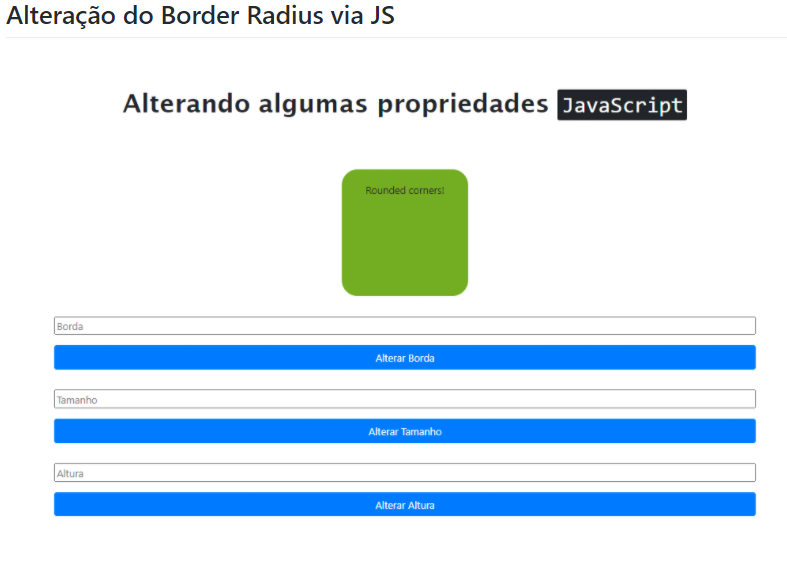 Alteração do Border Radius via JS
Alterando algumas propriedades JavaScript
Rounded corners!
Borda
Alterar Borda
Tamanho
Alterar Tamanho
Altura
Alterar Altura